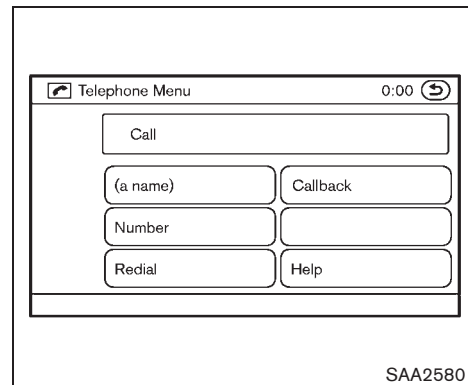 Telephone Menu 0:00
Call
(a name) Callback
Number
Redial Help
SAA2580